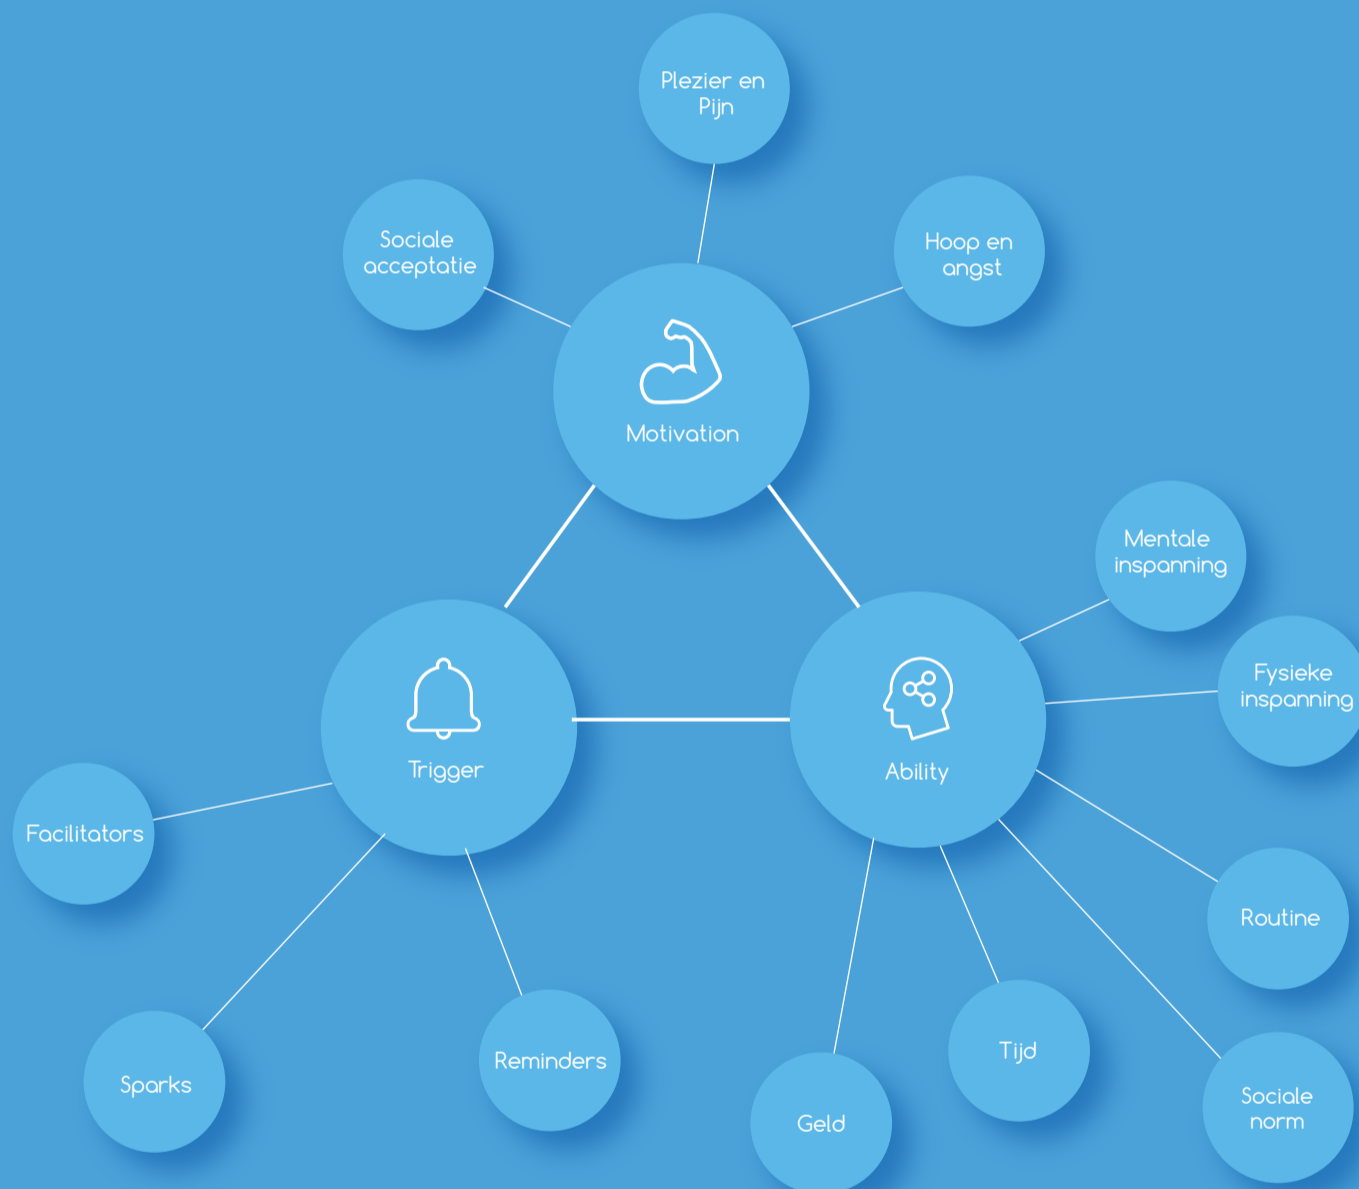 Plezier en
Pijn
Sociale
acceptatie
Hoop en
angst
Motivation
Mentale
inspanning
Fysieke
inspanning
Trigger
Ability
Facilitators
Routine
Sparks
Reminders
Tijd
Geld
Sociale
norm